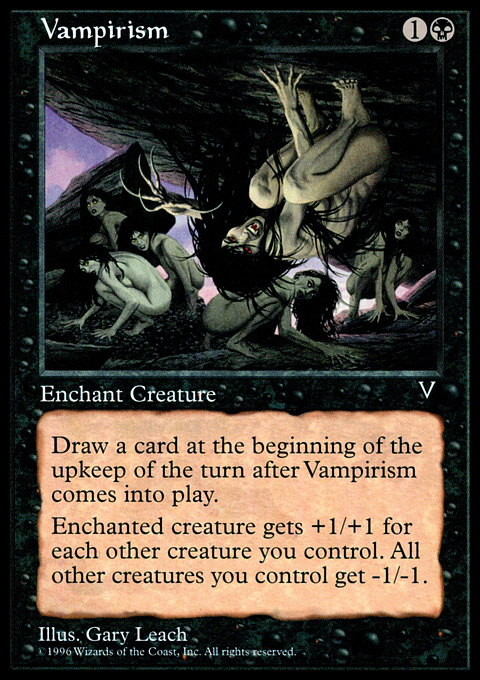 Vampirism 1
Enchant Creature V
Draw a card at the beginning of the
upkeep of the turn after Vampirism
comes into play.
Enchanted creature gets +1/+1 for
each other creature you control. All
other creatures you control get -1/-1.
Illus. Gary Leach
©1996 Wizards of the Coast, Inc. All rights reserved.